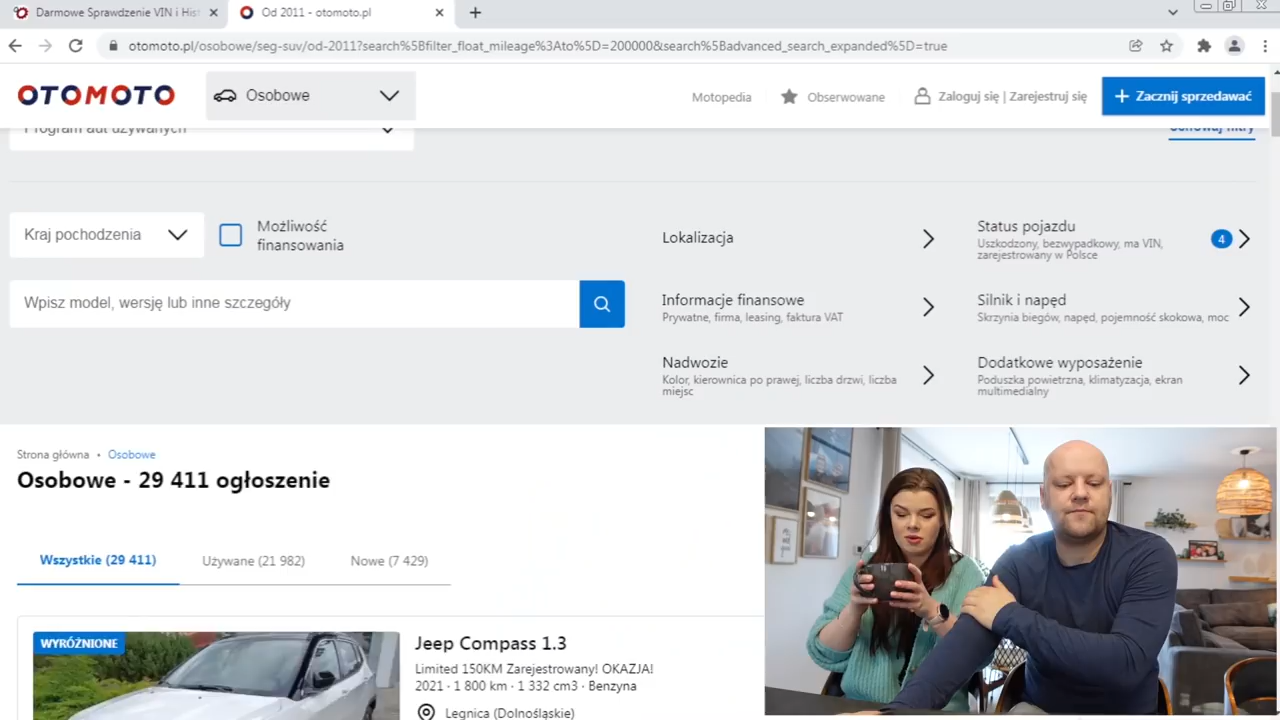 Darmowe Sprawdzenie VIN i Hist
Od 2011 - otomoto.pl
otomoto.pl/osobowe/seg-suv/od-2011?search%5Bfilter_float_mileage%3Ato%5D=200000&search%5Badvanced_search_expanded%5D=true
OTOMOTO
Osobowe
Motopedia
Obserwowane
Zaloguj się | Zarejestruj się
+ Zacznij sprzedawać
Program aut używanych
Schowaj filtry
Kraj pochodzenia
Możliwość
finansowania
Lokalizacja
Status pojazdu
Uszkodzony, bezwypadkowy, ma VIN,
zarejestrowany w Polsce
4
Wpisz model, wersję lub inne szczegóły
Informacje finansowe
Prywatne, firma, leasing, faktura VAT
Silnik i napęd
Skrzynia biegów, napęd, pojemność skokowa, moc
Nadwozie
Kolor, kierownica po prawej, liczba drzwi, liczba
miejsc
Dodatkowe wyposażenie
Poduszka powietrzna, klimatyzacja, ekran
multimedialny
Strona główna • Osobowe
Osobowe - 29 411 ogłoszenie
Wszystkie (29 411)
Używane (21 982)
Nowe (7 429)
WYRÓŻNIONE
Jeep Compass 1.3
Limited 150KM Zarejestrowany! OKAZJA!
2021 · 1 800 km · 1 332 cm3 · Benzyna
Legnica (Dolnośląskie)